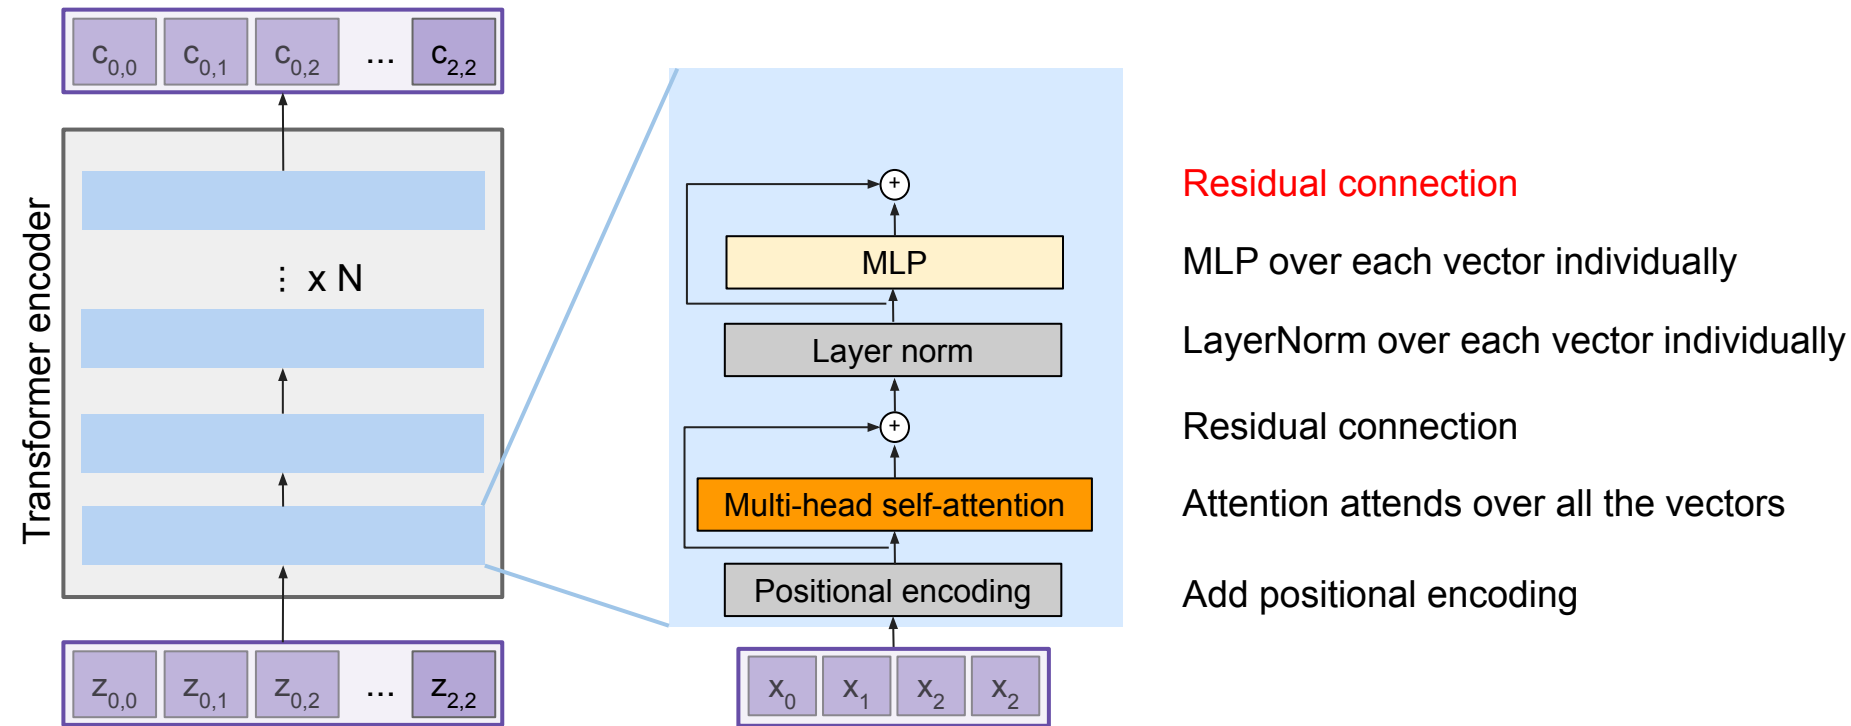 c0,0 c0,1 c0,2 ... c2,2
Transformer encoder
⋮ x N
z0,0 z0,1 z0,2 ... z2,2
+
MLP
Layer norm
+
Multi-head self-attention
Positional encoding
x0 x1 x2 x2
Residual connection
MLP over each vector individually
LayerNorm over each vector individually
Residual connection
Attention attends over all the vectors
Add positional encoding